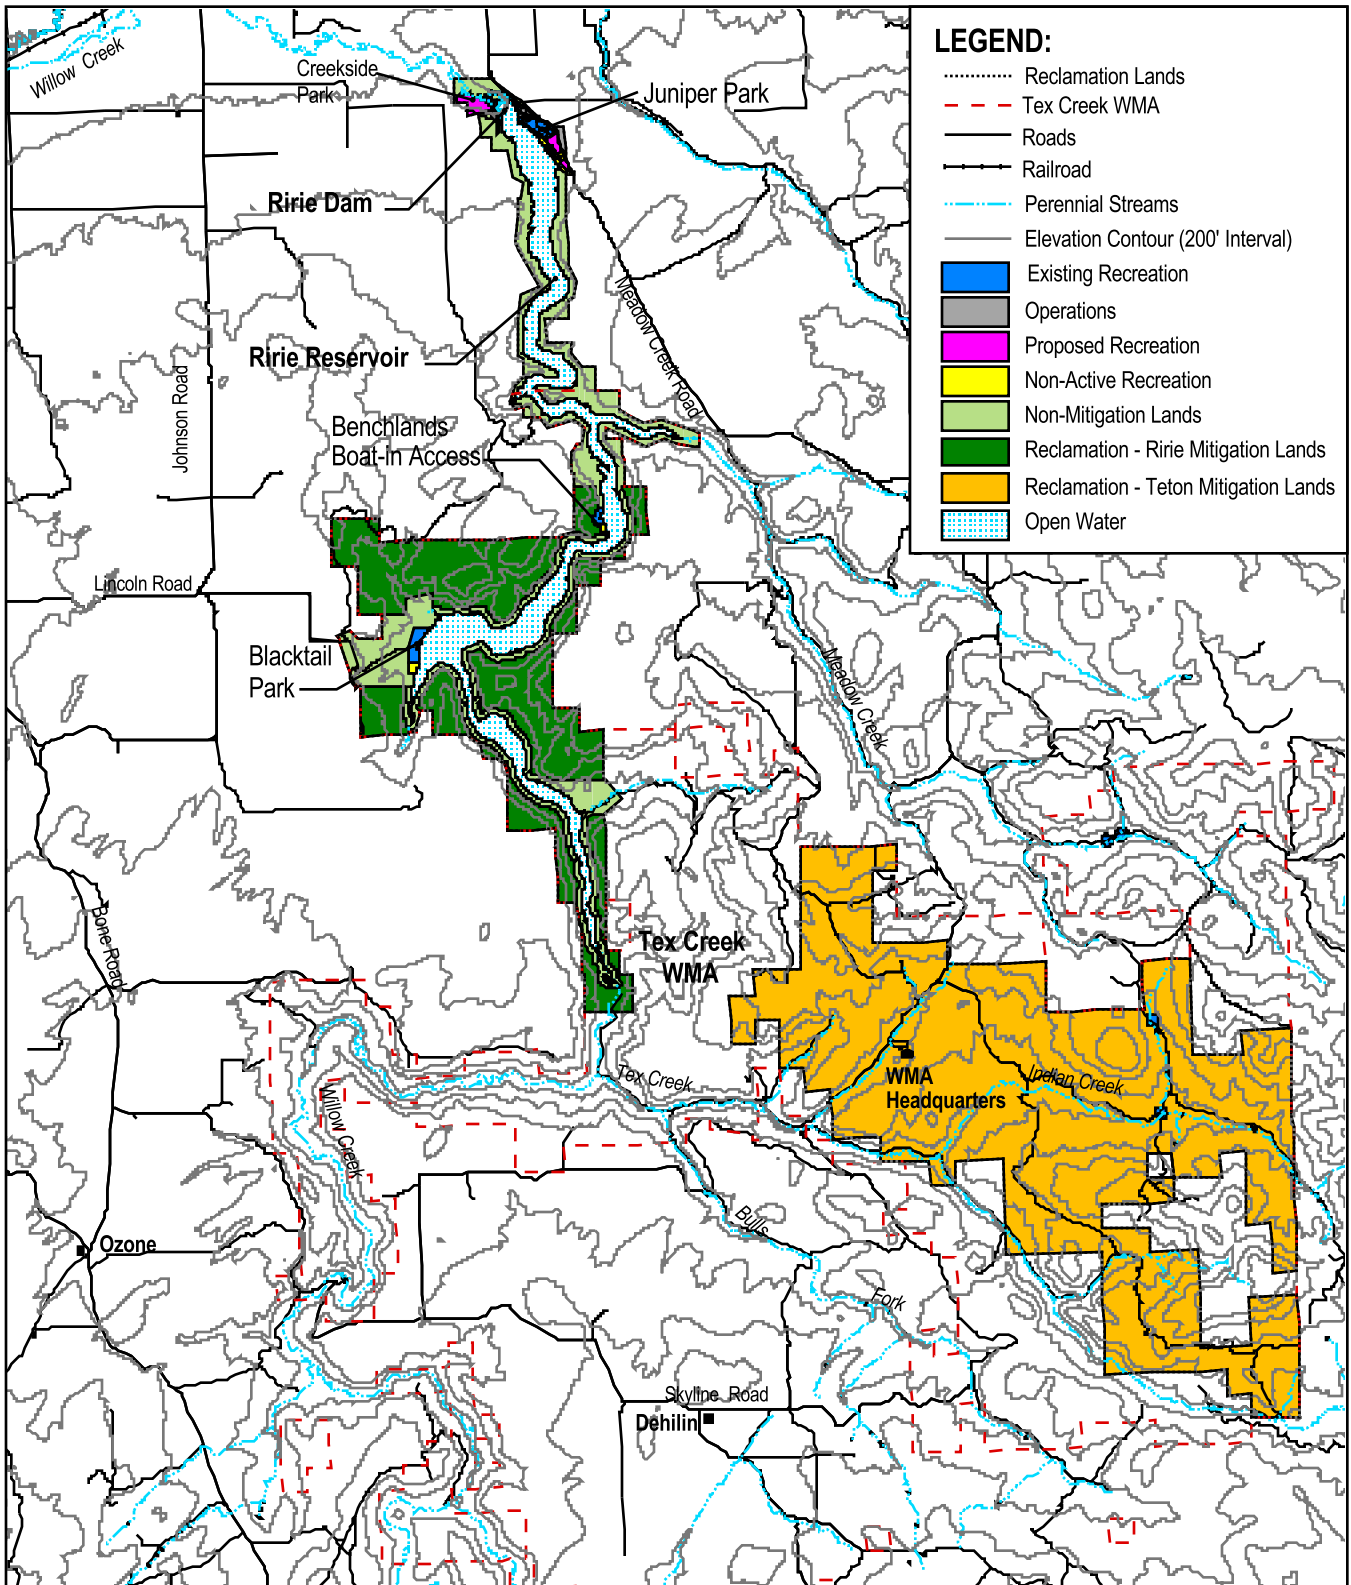 LEGEND:
Reclamation Lands
Tex Creek WMA
Roads
Railroad
Perennial Streams
Elevation Contour (200' Interval)
Existing Recreation
Operations
Proposed Recreation
Non-Active Recreation
Non-Mitigation Lands
Reclamation - Ririe Mitigation Lands
Reclamation - Teton Mitigation Lands
Open Water
Willow Creek
Creekside
Park
Juniper Park
Ririe Dam
Meadow Creek Road
Ririe Reservoir
Johnson Road
Benchlands
Boat-in Access
Lincoln Road
Blacktail
Park
Meadow Creek
Bone Road
Tex Creek
WMA
WMA
Headquarters
Indian Creek
Tex Creek
Willow Creek
Bulls
Fork
Ozone
Skyline Road
Dehilin